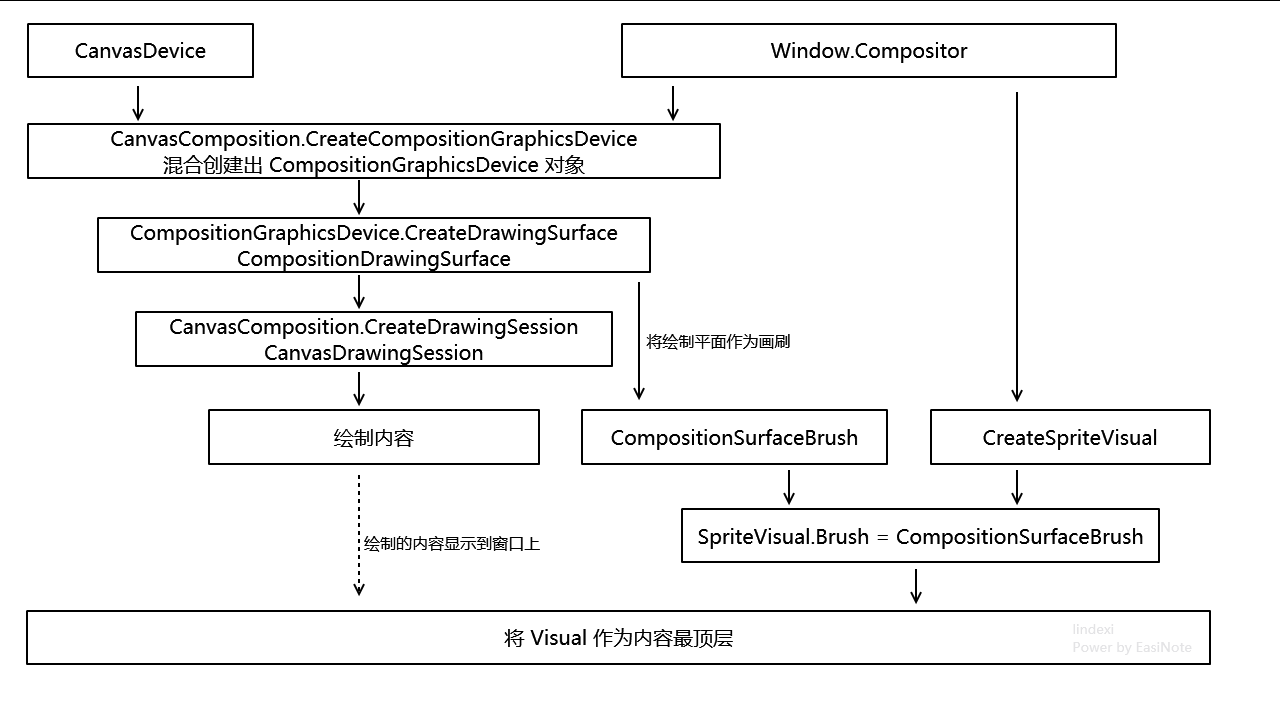 CanvasDevice
Window.Compositor
CanvasComposition.CreateCompositionGraphicsDevice
混合创建出 CompositionGraphicsDevice 对象
CompositionGraphicsDevice.CreateDrawingSurface
CompositionDrawingSurface
CanvasComposition.CreateDrawingSession
CanvasDrawingSession
将绘制平面作为画刷
绘制内容
CompositionSurfaceBrush
CreateSpriteVisual
SpriteVisual.Brush = CompositionSurfaceBrush
绘制的内容显示到窗口上
将 Visual 作为内容最顶层
lindexi
Power by EasiNote